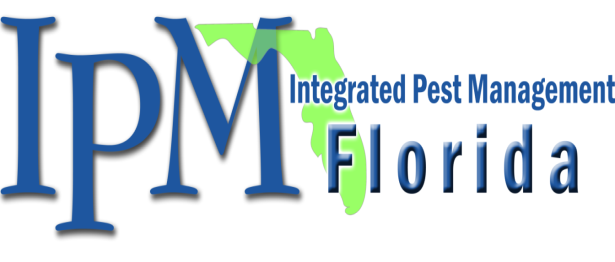 IPM
Integrated Pest Management
Florida